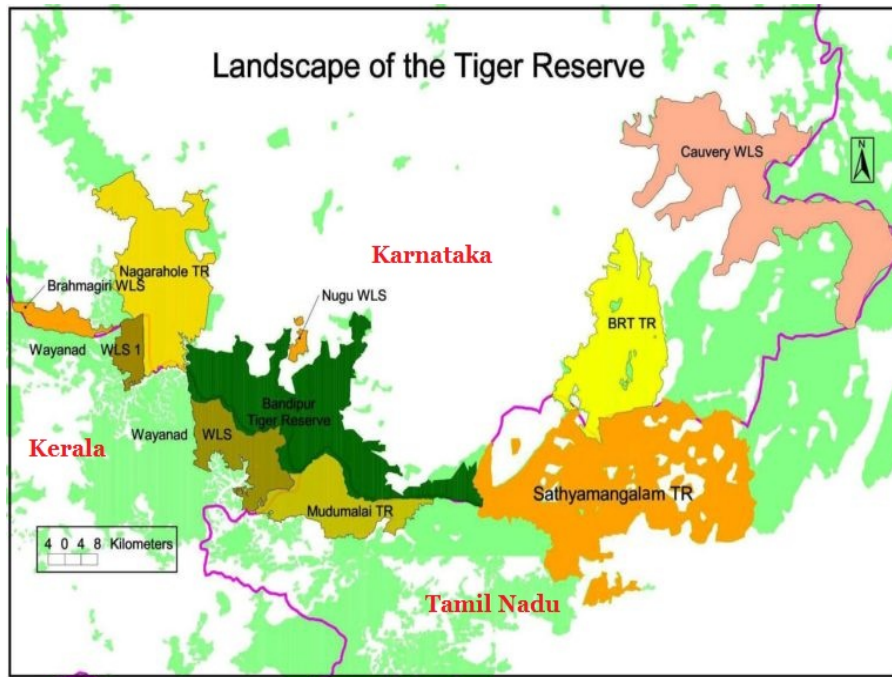 Landscape of the Tiger Reserve
Cauvery WLS
N
Karnataka
Nagarahole TR
Brahmagiri WLS
Nugu WLS
BRT TR
Wayanad WLS 1
Bandipur
Tiger Reserve
Wayanad WLS
Kerala
Sathyamangalam TR
Mudumalai TR
4 0 4 8 Kilometers
Tamil Nadu